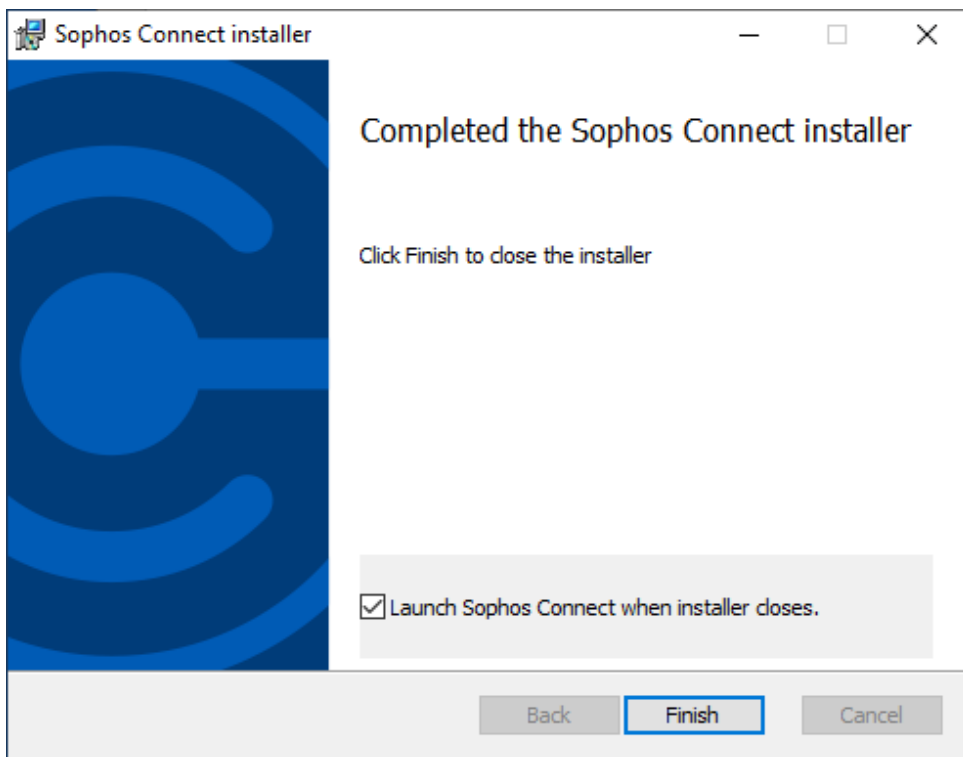 Sophos Connect installer
Completed the Sophos Connect installer
Click Finish to close the installer
Launch Sophos Connect when installer closes.
Back
Finish
Cancel